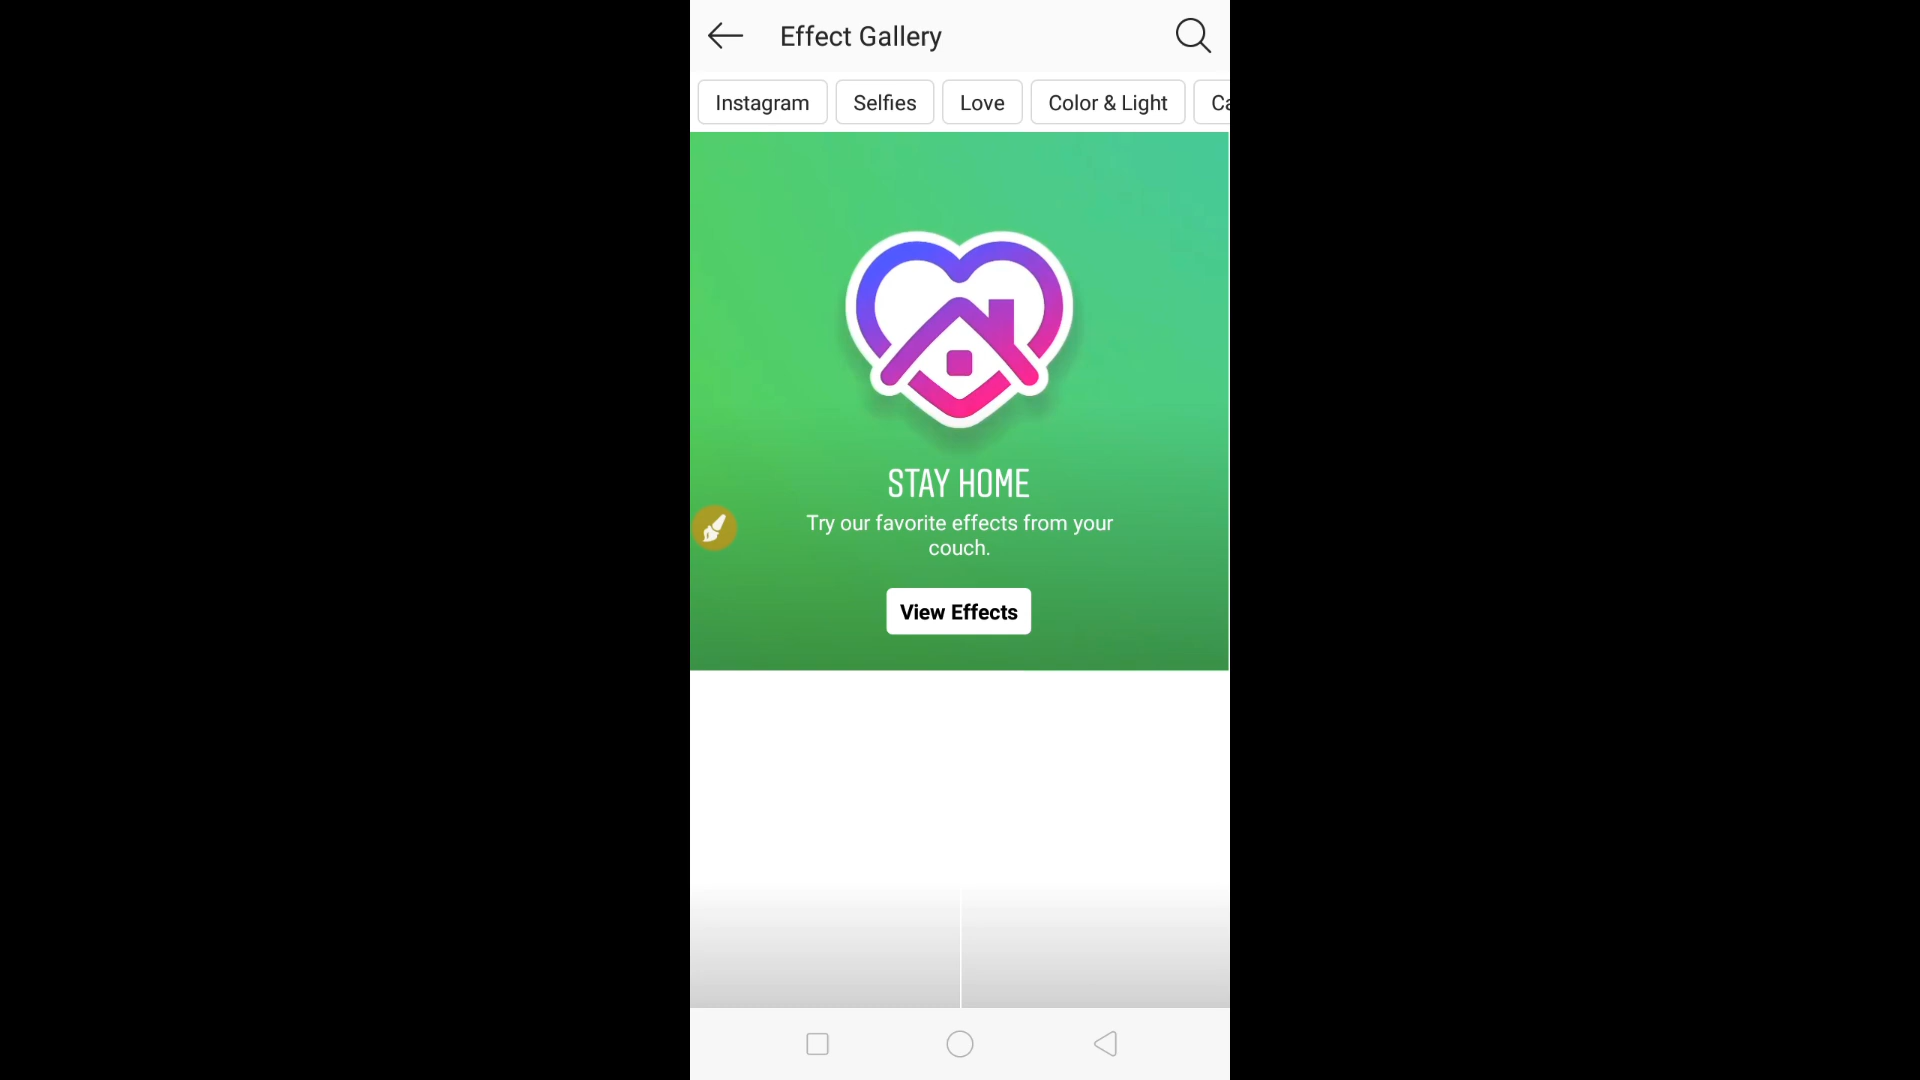 Effect Gallery
Instagram
Selfies
Love
Color & Light
Ca
STAY HOME
Try our favorite effects from your
couch.
View Effects